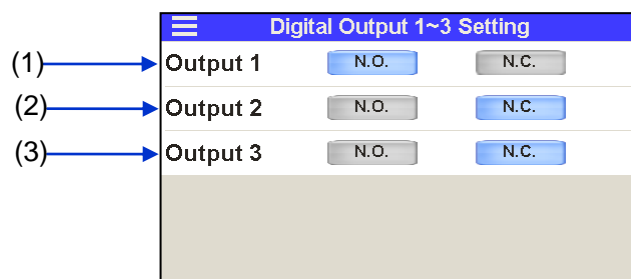 Digital Output 1~3 Setting
(1) Output 1 N.O. N.C.
(2) Output 2 N.O. N.C.
(3) Output 3 N.O. N.C.